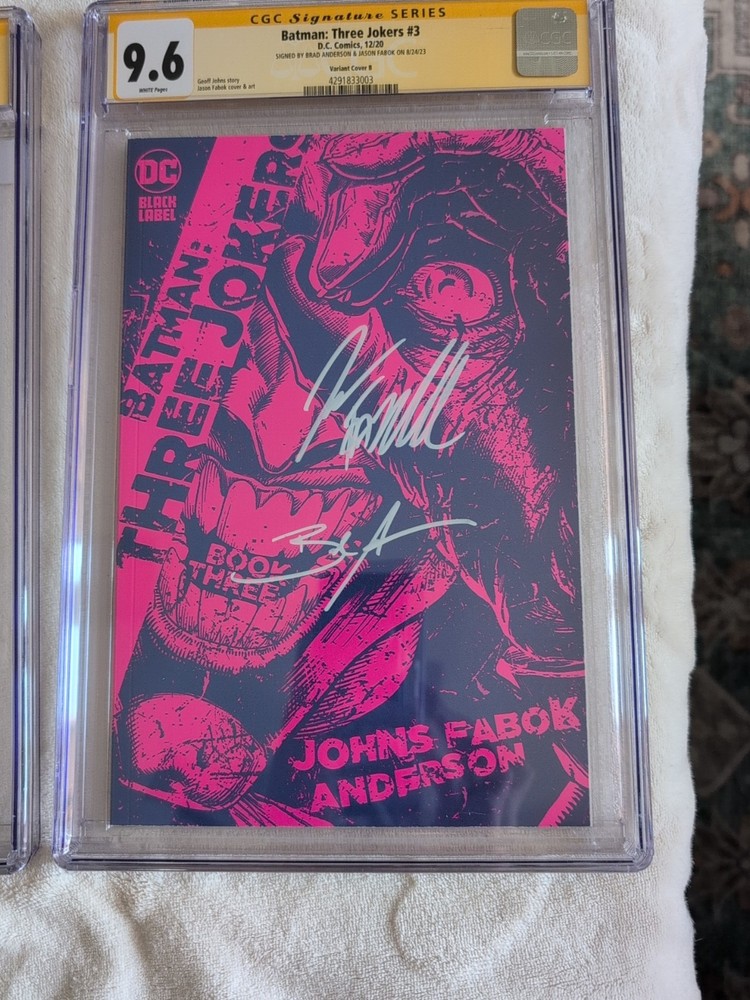 CGC Signature SERIES
9.6
WHITE Pages
Batman: Three Jokers #3
D.C. Comics, 12/20
SIGNED BY BRAD ANDERSON & JASON FABOK ON 8/24/23
Variant Cover B
Geoff Johns story
Jason Fabok cover & art
4291833003
CGC
DC
BLACK
LABEL
BATMAN:
THREE JOKERS
BOOK
THREE
JOHNS FABOK
ANDERSON